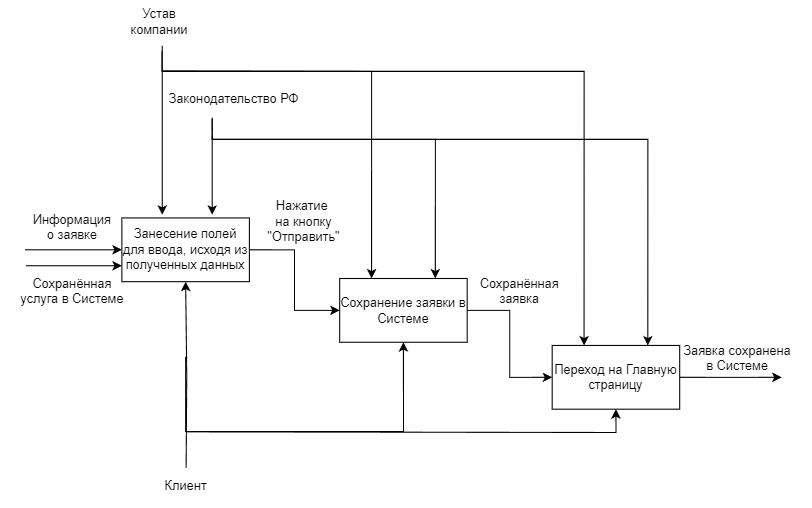 Устав
компании
Законодательство РФ
Информация
о заявке
Сохранённая
услуга в Системе
Занесение полей
для ввода, исходя из
полученных данных
Нажатие
на кнопку
"Отправить"
Сохранение заявки в
Системе
Сохранённая
заявка
Переход на Главную
страницу
Заявка сохранена
в Системе
Клиент